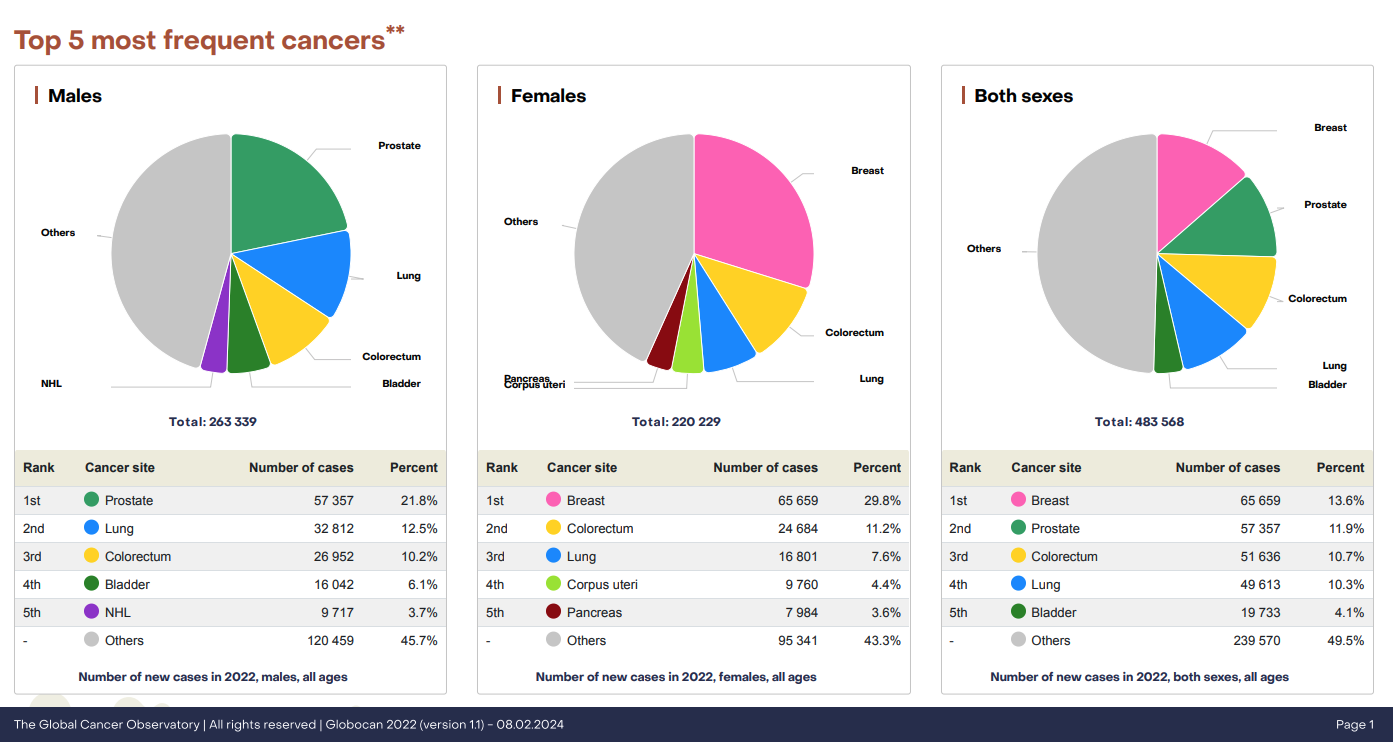 Top 5 most frequent cancers**
Males
Prostate
Others
Lung
Colorectum
NHL
Bladder
Total: 263 339
Rank Cancer site Number of cases Percent
1st Prostate 57 357 21.8%
2nd Lung 32 812 12.5%
3rd Colorectum 26 952 10.2%
4th Bladder 16 042 6.1%
5th NHL 9 717 3.7%
- Others 120 459 45.7%
Number of new cases in 2022, males, all ages
Females
Breast
Others
Colorectum
Pancreas
Corpus uteri
Lung
Total: 220 229
Rank Cancer site Number of cases Percent
1st Breast 65 659 29.8%
2nd Colorectum 24 684 11.2%
3rd Lung 16 801 7.6%
4th Corpus uteri 9 760 4.4%
5th Pancreas 7 984 3.6%
- Others 95 341 43.3%
Number of new cases in 2022, females, all ages
Both sexes
Breast
Prostate
Others
Colorectum
Lung
Bladder
Total: 483 568
Rank Cancer site Number of cases Percent
1st Breast 65 659 13.6%
2nd Prostate 57 357 11.9%
3rd Colorectum 51 636 10.7%
4th Lung 49 613 10.3%
5th Bladder 19 733 4.1%
- Others 239 570 49.5%
Number of new cases in 2022, both sexes, all ages
The Global Cancer Observatory | All rights reserved | Globocan 2022 (version 1.1) – 08.02.2024
Page 1